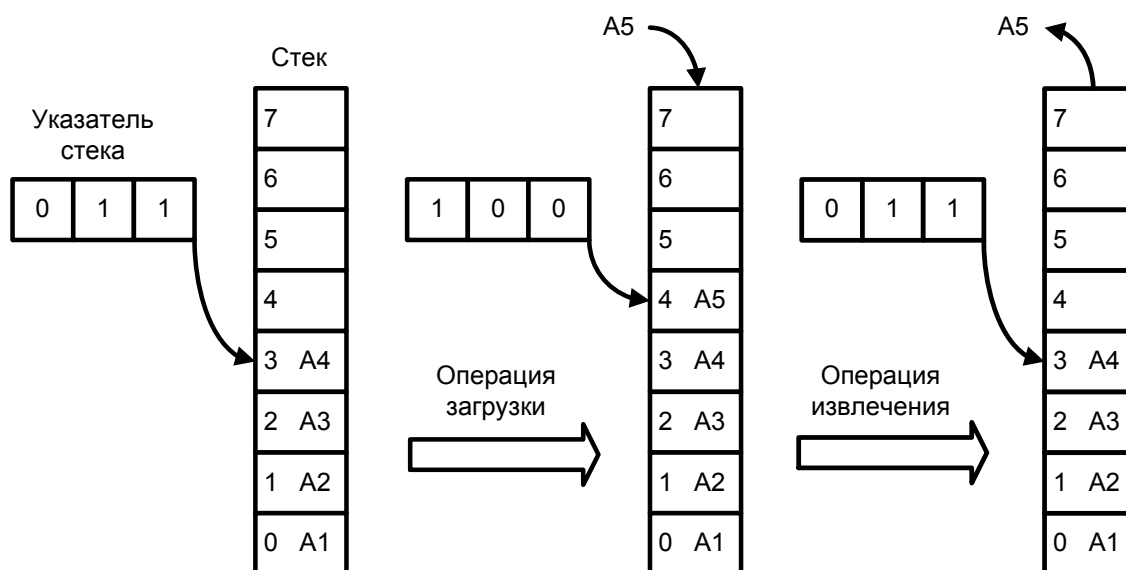 Стек
Указатель
стека
0 1 1
7
6
5
4
3 A4
2 A3
1 A2
0 A1
Операция
загрузки
A5
1 0 0
7
6
5
4 A5
3 A4
2 A3
1 A2
0 A1
Операция
извлечения
A5
0 1 1
7
6
5
4
3 A4
2 A3
1 A2
0 A1